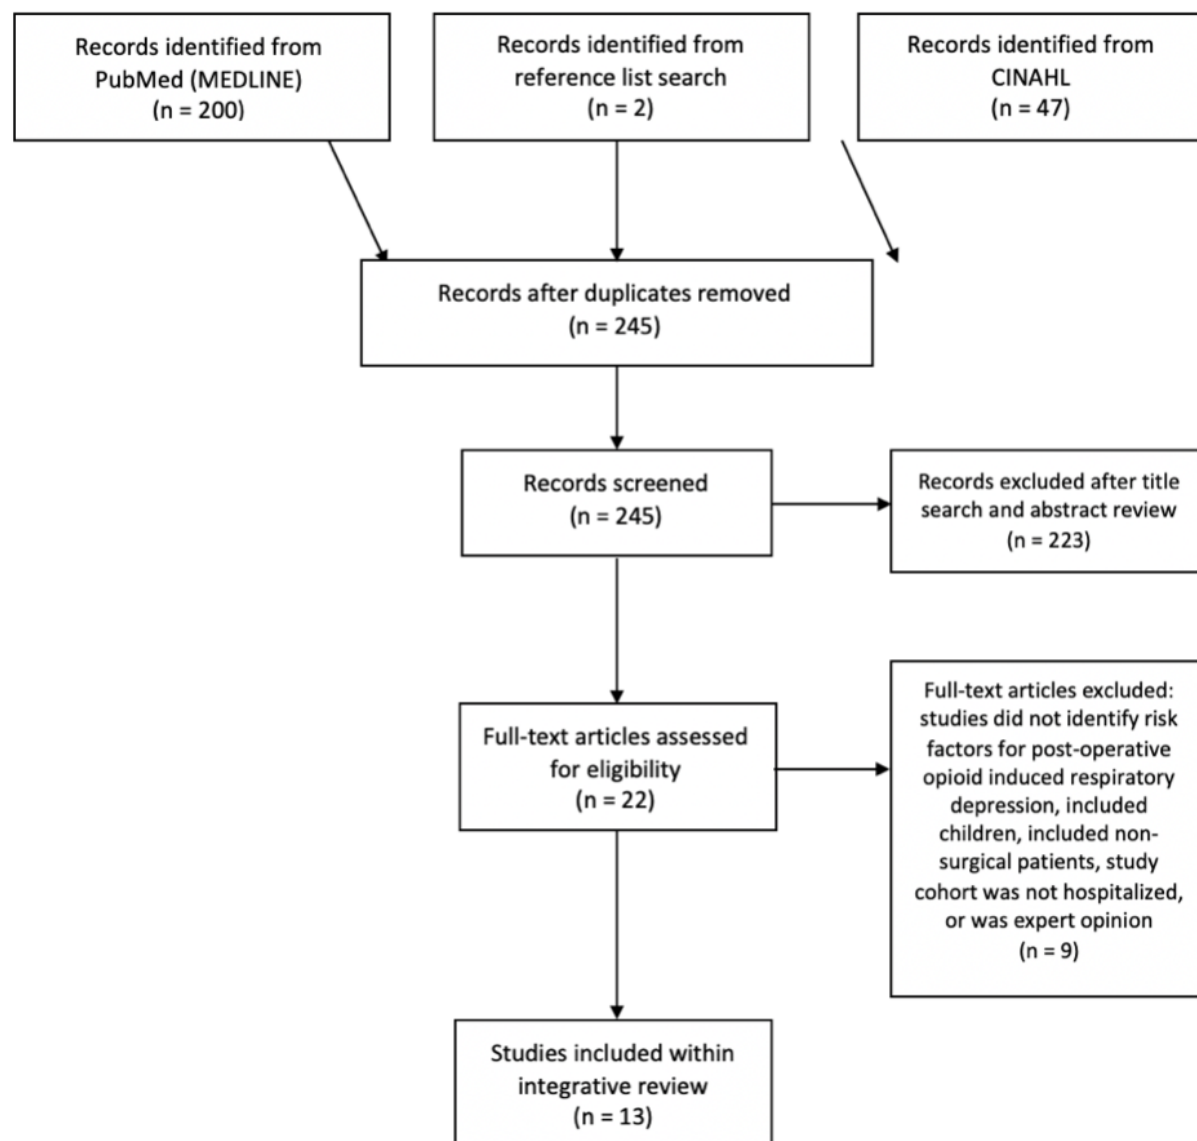 Records identified from
PubMed (MEDLINE)
(n = 200)
Records identified from
reference list search
(n = 2)
Records identified from
CINAHL
(n = 47)
Records after duplicates removed
(n = 245)
Records screened
(n = 245)
Records excluded after title
search and abstract review
(n = 223)
Full-text articles assessed
for eligibility
(n = 22)
Full-text articles excluded:
studies did not identify risk
factors for post-operative
opioid induced respiratory
depression, included
children, included non-
surgical patients, study
cohort was not hospitalized,
or was expert opinion
(n = 9)
Studies included within
integrative review
(n = 13)